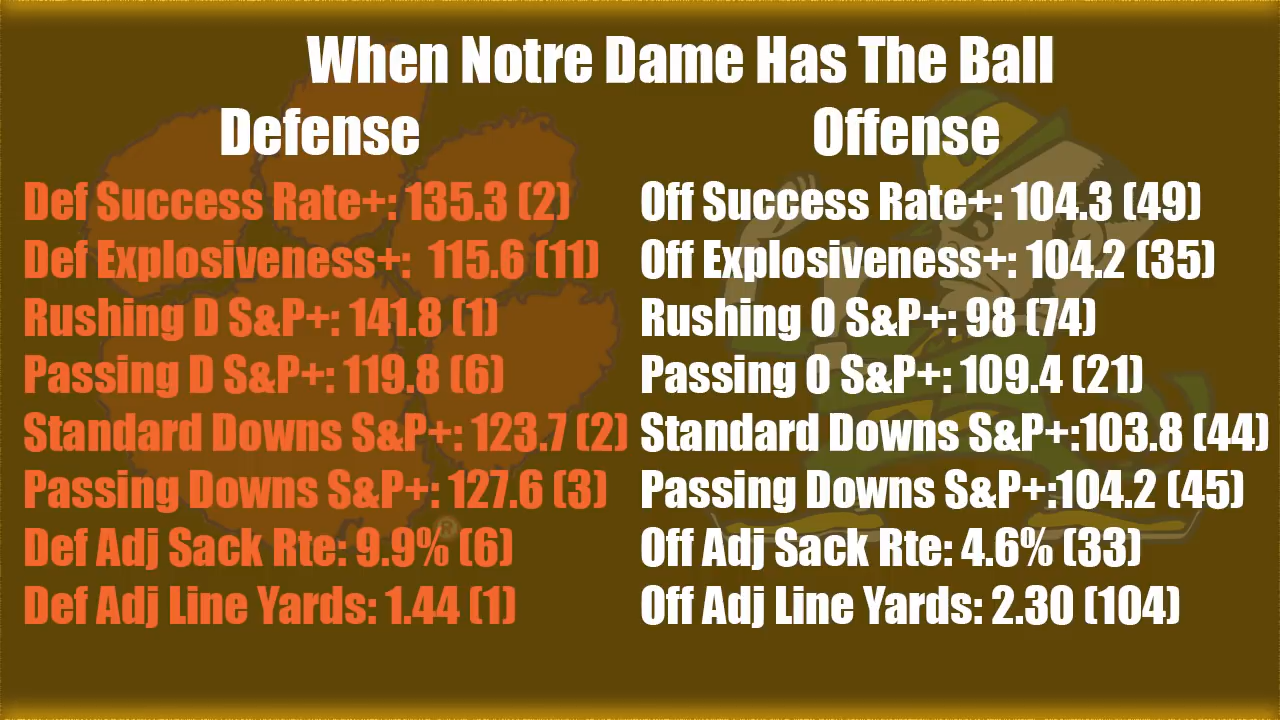 When Notre Dame Has The Ball
Defense
Def Success Rate+: 135.3 (2)
Def Explosiveness+: 115.6 (11)
Rushing D S&P+: 141.8 (1)
Passing D S&P+: 119.8 (6)
Standard Downs S&P+: 123.7 (2)
Passing Downs S&P+: 127.6 (3)
Def Adj Sack Rte: 9.9% (6)
Def Adj Line Yards: 1.44 (1)
Offense
Off Success Rate+: 104.3 (49)
Off Explosiveness+: 104.2 (35)
Rushing O S&P+: 98 (74)
Passing O S&P+: 109.4 (21)
Standard Downs S&P+:103.8 (44)
Passing Downs S&P+:104.2 (45)
Off Adj Sack Rte: 4.6% (33)
Off Adj Line Yards: 2.30 (104)
®